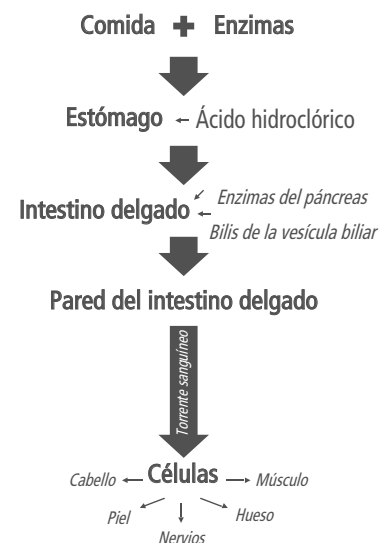 Comida + Enzimas
Estómago Ácido hidroclórico
Enzimas del páncreas
Intestino delgado
Bilis de la vesícula biliar
Pared del intestino delgado
Torrente sanguíneo
Cabello Células Músculo
Piel Hueso
Nervios